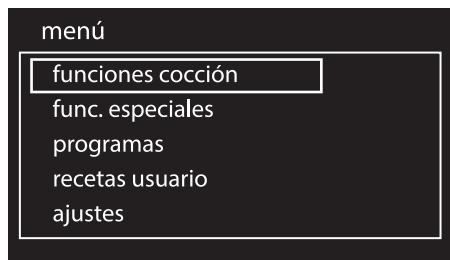 menú
funciones cocción
func. especiales
programas
recetas usuario
ajustes